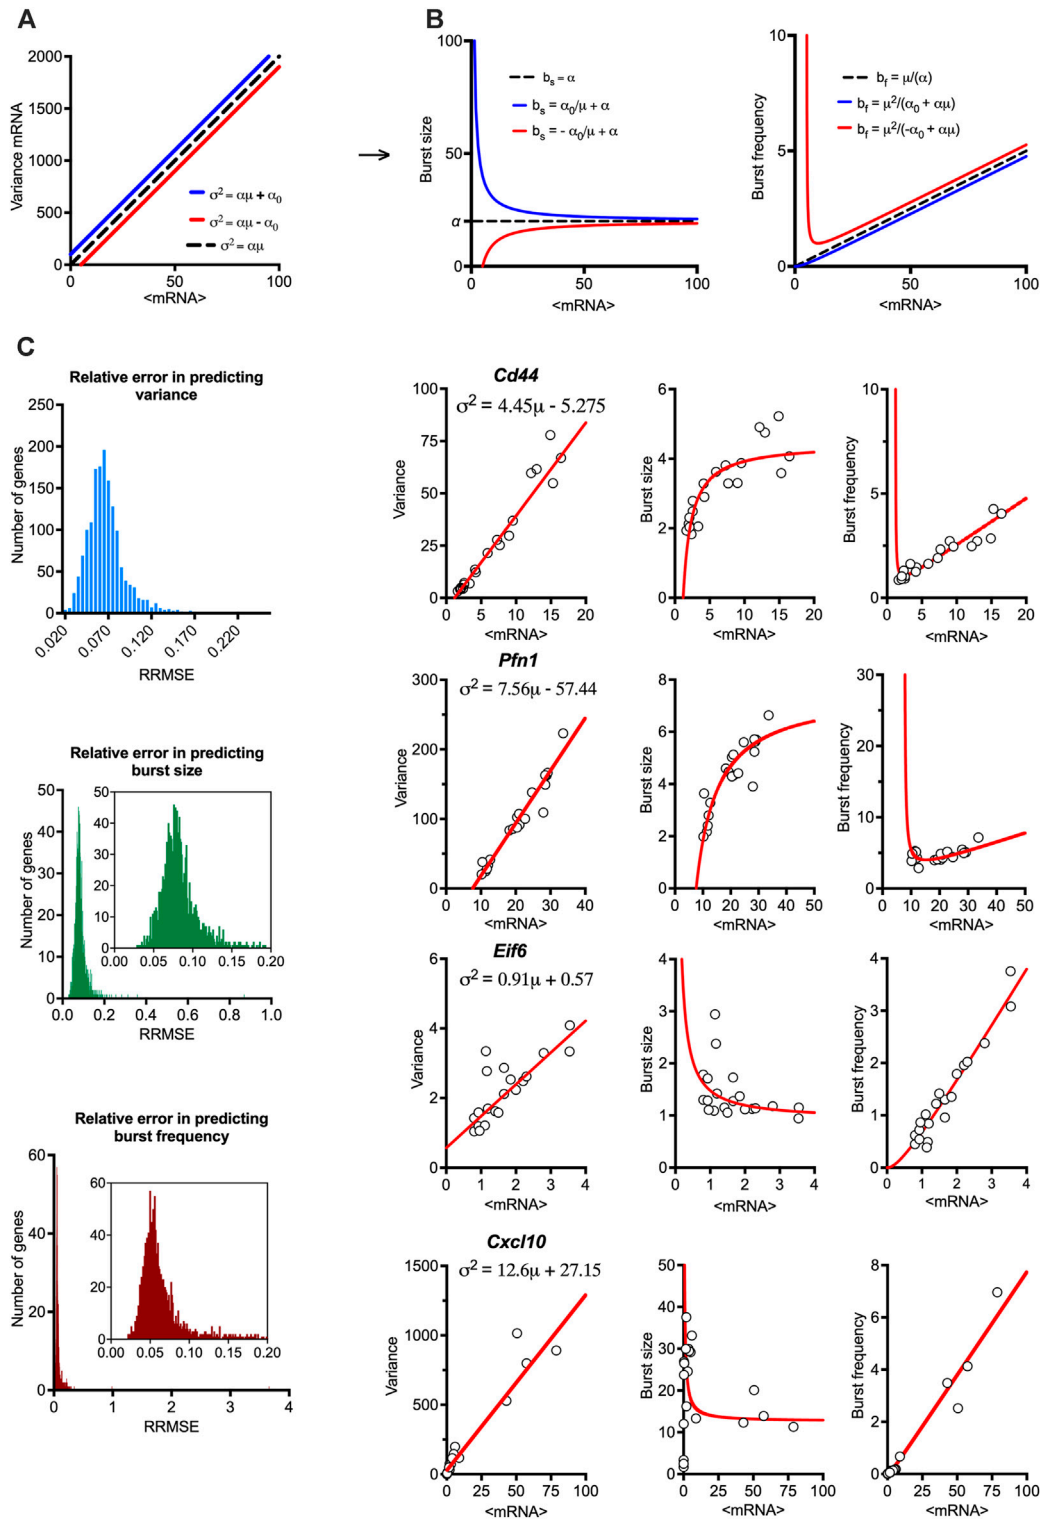 A
2000
1500
1000
500
0
Variance mRNA
σ² = αμ + α₀
σ² = αμ - α₀
σ² = αμ
0 50 100
<mRNA>
B
100
50
α
0
Burst size
bₛ = α
bₛ = α₀/μ + α
bₛ = - α₀/μ + α
0 50 100
<mRNA>
10
5
0
Burst frequency
b_f = μ/(α)
b_f = μ²/(α₀ + αμ)
b_f = μ²/(-α₀ + αμ)
0 50 100
<mRNA>
C
Relative error in predicting
variance
250
200
150
100
50
0
Number of genes
0.020 0.070 0.120 0.170 0.220
RRMSE
Cd44
σ² = 4.45μ - 5.275
100
75
50
25
0
Variance
0 5 10 15 20
<mRNA>
6
4
2
0
Burst size
0 5 10 15 20
<mRNA>
10
5
0
Burst frequency
0 5 10 15 20
<mRNA>
Relative error in predicting
burst size
50
40
30
20
10
0
Number of genes
50
40
30
20
10
0
0.00 0.05 0.10 0.15 0.20
0.0 0.2 0.4 0.6 0.8 1.0
RRMSE
Pfn1
σ² = 7.56μ - 57.44
300
200
100
0
Variance
0 10 20 30 40
<mRNA>
8
6
4
2
0
Burst size
0 10 20 30 40 50
<mRNA>
30
20
10
0
Burst frequency
0 10 20 30 40 50
<mRNA>
Eif6
σ² = 0.91μ + 0.57
6
4
2
0
Variance
0 1 2 3 4
<mRNA>
4
3
2
1
0
Burst size
0 1 2 3 4
<mRNA>
4
3
2
1
0
Burst frequency
0 1 2 3 4
<mRNA>
Relative error in predicting
burst frequency
60
40
20
0
Number of genes
60
40
20
0
0.00 0.05 0.10 0.15 0.20
0 1 2 3 4
RRMSE
Cxcl10
σ² = 12.6μ + 27.15
1500
1000
500
0
Variance
0 25 50 75 100
<mRNA>
50
40
30
20
10
0
Burst size
0 25 50 75 100
<mRNA>
8
6
4
2
0
Burst frequency
0 25 50 75 100
<mRNA>